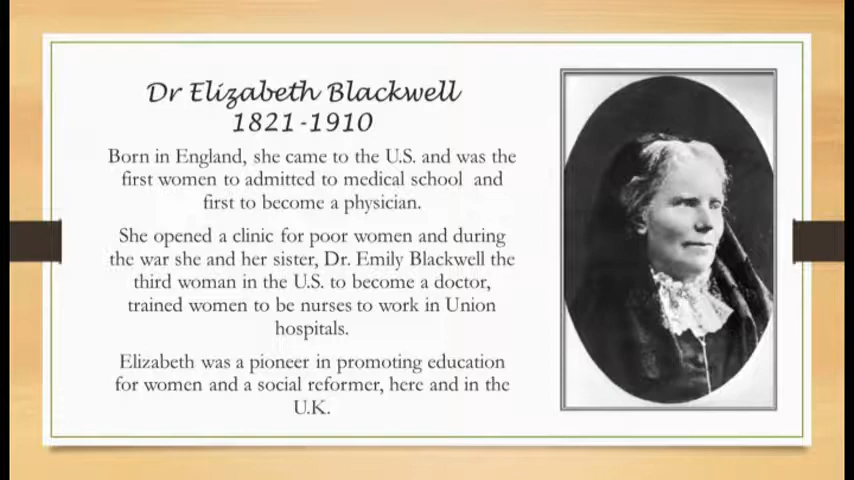 Dr Elizabeth Blackwell
1821-1910
Born in England, she came to the U.S. and was the
first women to admitted to medical school and
first to become a physician.
She opened a clinic for poor women and during
the war she and her sister, Dr. Emily Blackwell the
third woman in the U.S. to become a doctor,
trained women to be nurses to work in Union
hospitals.
Elizabeth was a pioneer in promoting education
for women and a social reformer, here and in the
U.K.